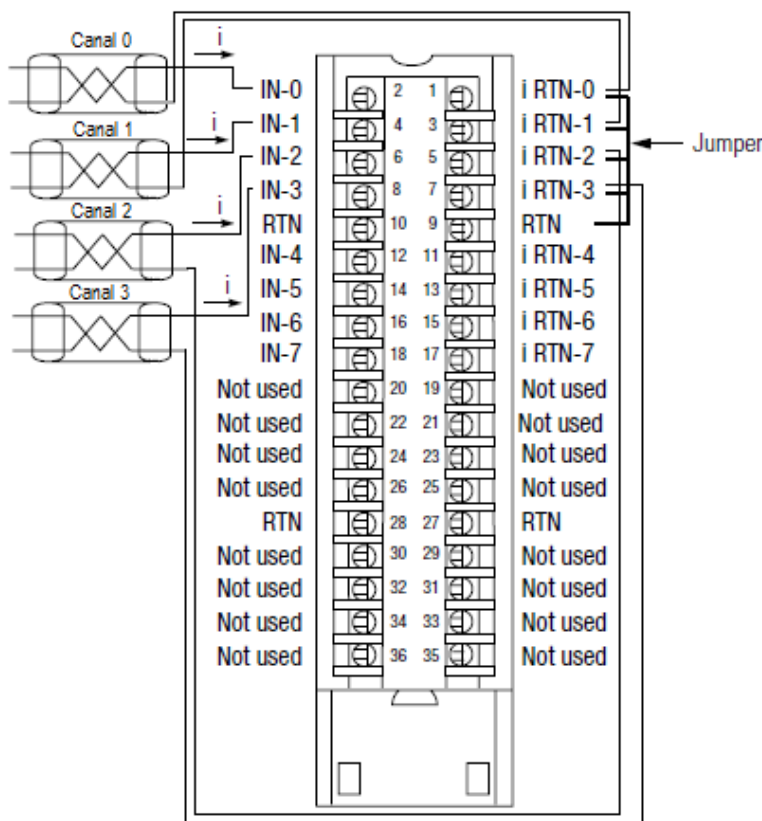 Canal 0
i
IN-0 2 1 i RTN-0
Canal 1
i
IN-1 4 3 i RTN-1
Jumper
IN-2 6 5 i RTN-2
IN-3 8 7 i RTN-3
Canal 2
i
RTN 10 9 RTN
IN-4 12 11 i RTN-4
Canal 3
i
IN-5 14 13 i RTN-5
IN-6 16 15 i RTN-6
IN-7 18 17 i RTN-7
Not used 20 19 Not used
Not used 22 21 Not used
Not used 24 23 Not used
Not used 26 25 Not used
RTN 28 27 RTN
Not used 30 29 Not used
Not used 32 31 Not used
Not used 34 33 Not used
Not used 36 35 Not used